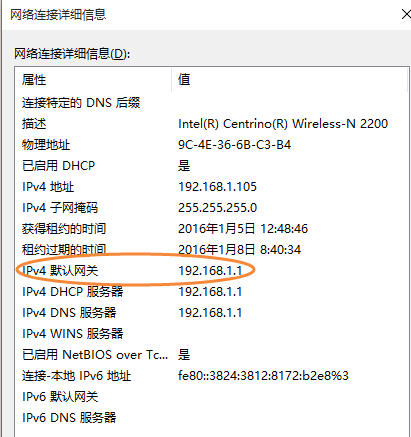 网络连接详细信息
网络连接详细信息(D):
属性 值
连接特定的 DNS 后缀
描述 Intel(R) Centrino(R) Wireless-N 2200
物理地址 9C-4E-36-6B-C3-B4
已启用 DHCP 是
IPv4 地址 192.168.1.105
IPv4 子网掩码 255.255.255.0
获得租约的时间 2016年1月5日 12:48:46
租约过期的时间 2016年1月8日 8:40:34
IPv4 默认网关 192.168.1.1
IPv4 DHCP 服务器 192.168.1.1
IPv4 DNS 服务器 192.168.1.1
IPv4 WINS 服务器
已启用 NetBIOS over Tc... 是
连接-本地 IPv6 地址 fe80::3824:3812:8172:b2e8%3
IPv6 默认网关
IPv6 DNS 服务器